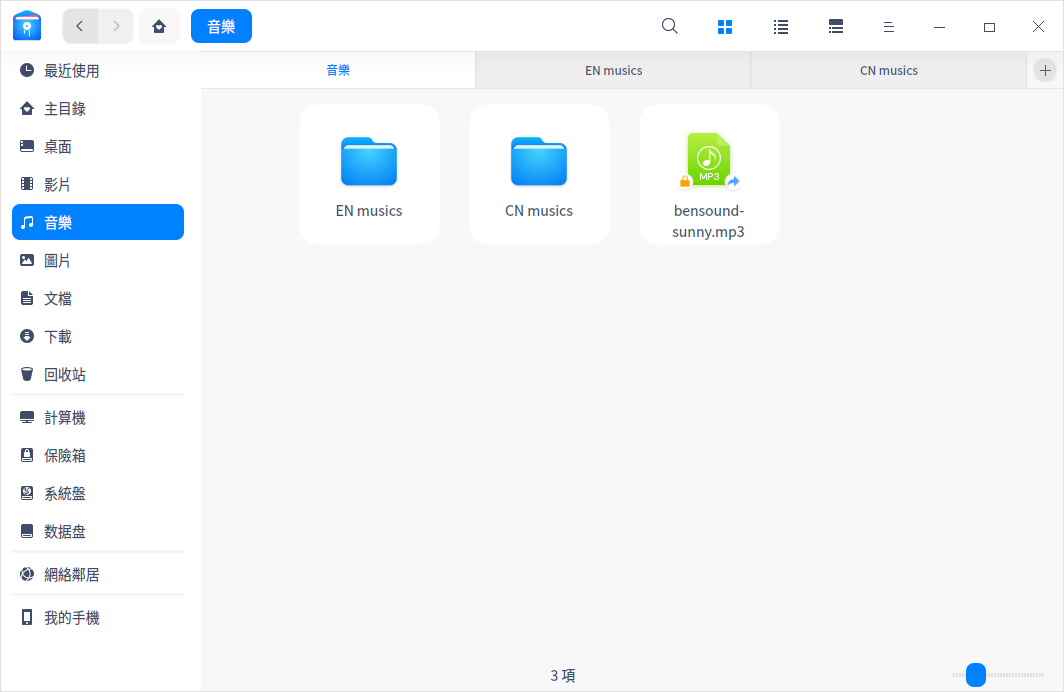 音樂
最近使用
主目錄
桌面
影片
音樂
圖片
文檔
下載
回收站
計算機
保險箱
系統盤
数据盘
網絡鄰居
我的手機
音樂
EN musics
CN musics
EN musics
CN musics
MP3
bensound-
sunny.mp3
3 項